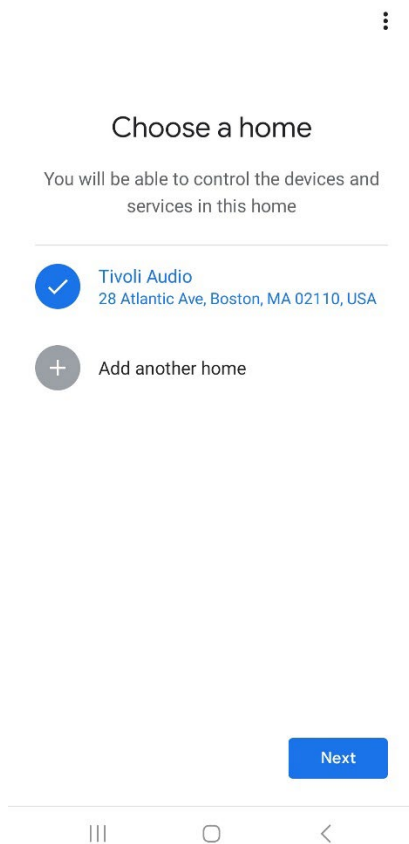 Choose a home
You will be able to control the devices and
services in this home
Tivoli Audio
28 Atlantic Ave, Boston, MA 02110, USA
Add another home
Next